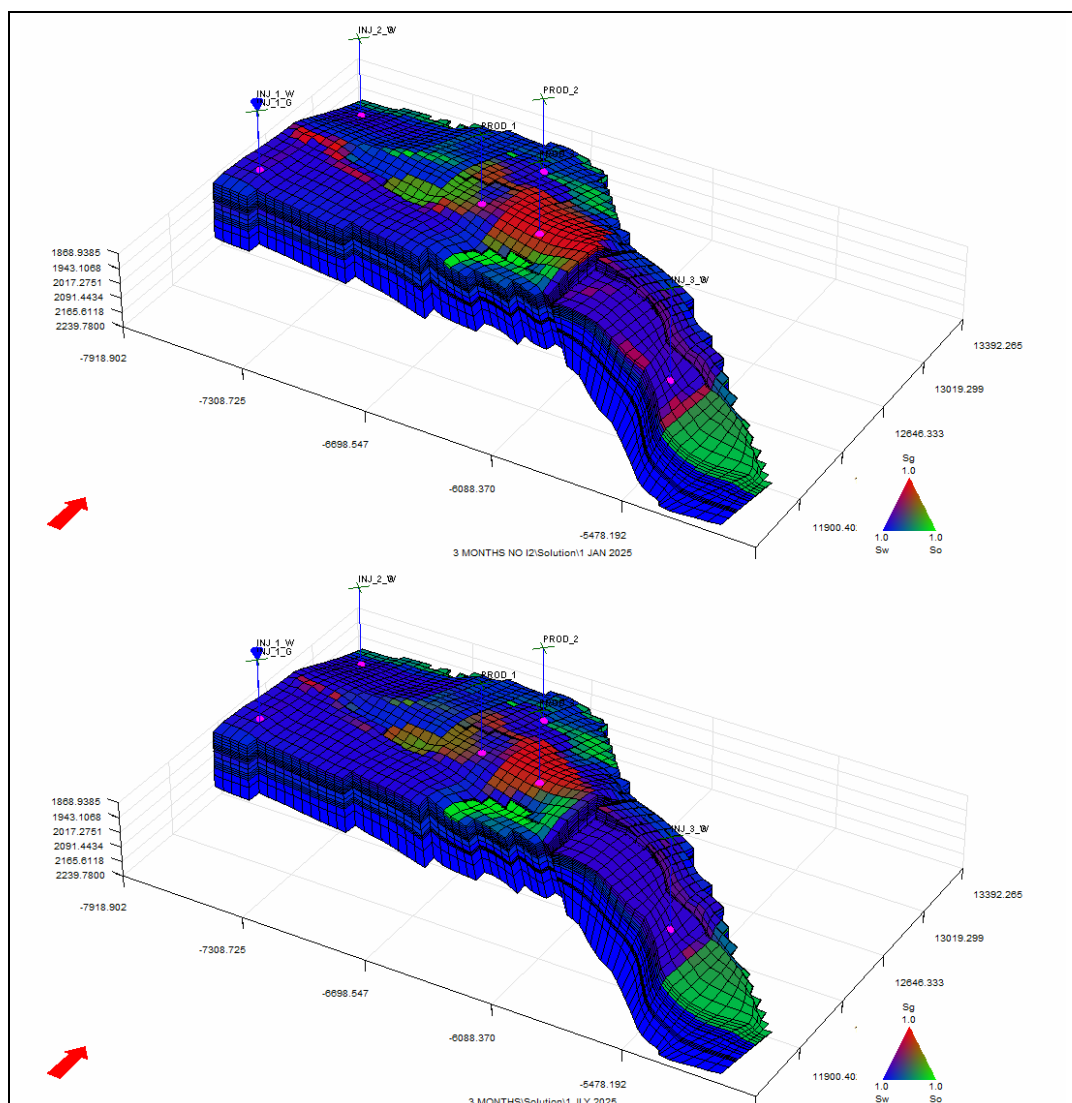 INJ_2_W
INJ_1_W
INJ_1_G
PROD_2
PROD_1
INJ_3_W
1868.9385
1943.1068
2017.2751
2091.4434
2165.6118
2239.7800
-7918.902
-7308.725
-6698.547
-6088.370
-5478.192
13392.265
13019.299
12646.333
11900.40
Sg
1.0
1.0 1.0
Sw So
3 MONTHS NO I2\Solution\1 JAN 2025
INJ_2_W
INJ_1_W
INJ_1_G
PROD_2
PROD_1
INJ_3_W
1868.9385
1943.1068
2017.2751
2091.4434
2165.6118
2239.7800
-7918.902
-7308.725
-6698.547
-6088.370
-5478.192
13392.265
13019.299
12646.333
11900.40
Sg
1.0
1.0 1.0
Sw So
3 MONTHS\Solution\1 JLY 2025